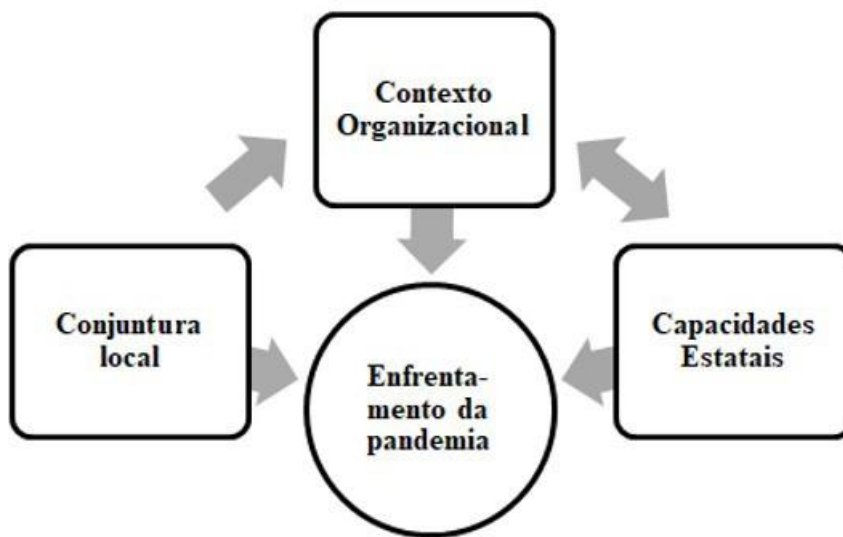 Contexto
Organizacional
Conjuntura
local
Capacidades
Estatais
Enfrenta-
mento da
pandemia